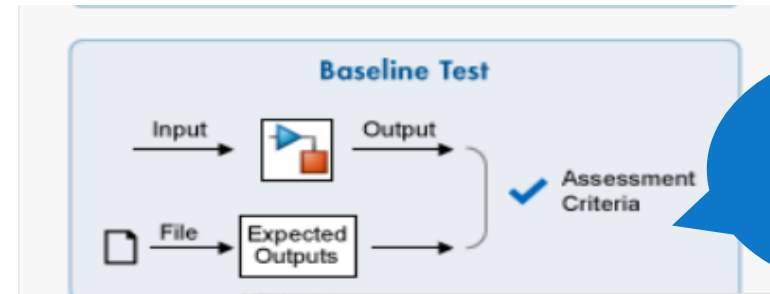 Baseline Test
Input
Output
Assessment
Criteria
File
Expected
Outputs